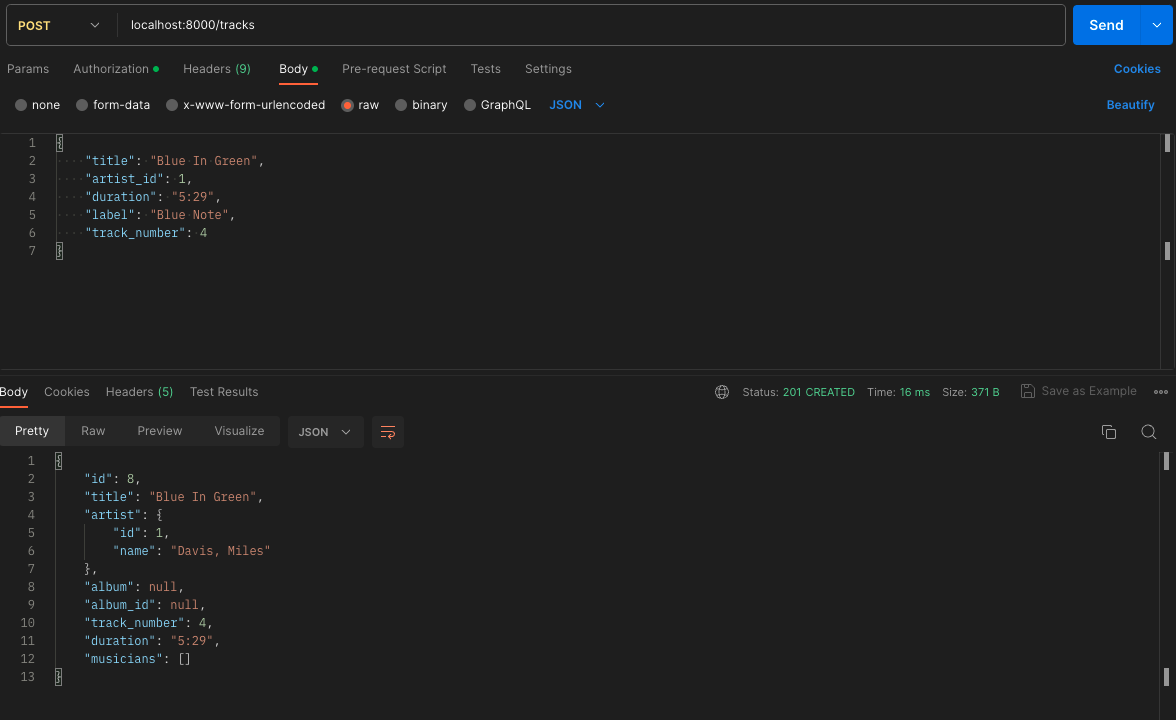 POST localhost:8000/tracks Send
Params Authorization Headers (9) Body Pre-request Script Tests Settings Cookies
none form-data x-www-form-urlencoded raw binary GraphQL JSON Beautify
1 {
2 "title": "Blue In Green",
3 "artist_id": 1,
4 "duration": "5:29",
5 "label": "Blue Note",
6 "track_number": 4
7 }
Body Cookies Headers (5) Test Results Status: 201 CREATED Time: 16 ms Size: 371 B Save as Example
Pretty Raw Preview Visualize JSON
1 {
2 "id": 8,
3 "title": "Blue In Green",
4 "artist": {
5 "id": 1,
6 "name": "Davis, Miles"
7 },
8 "album": null,
9 "album_id": null,
10 "track_number": 4,
11 "duration": "5:29",
12 "musicians": []
13 }